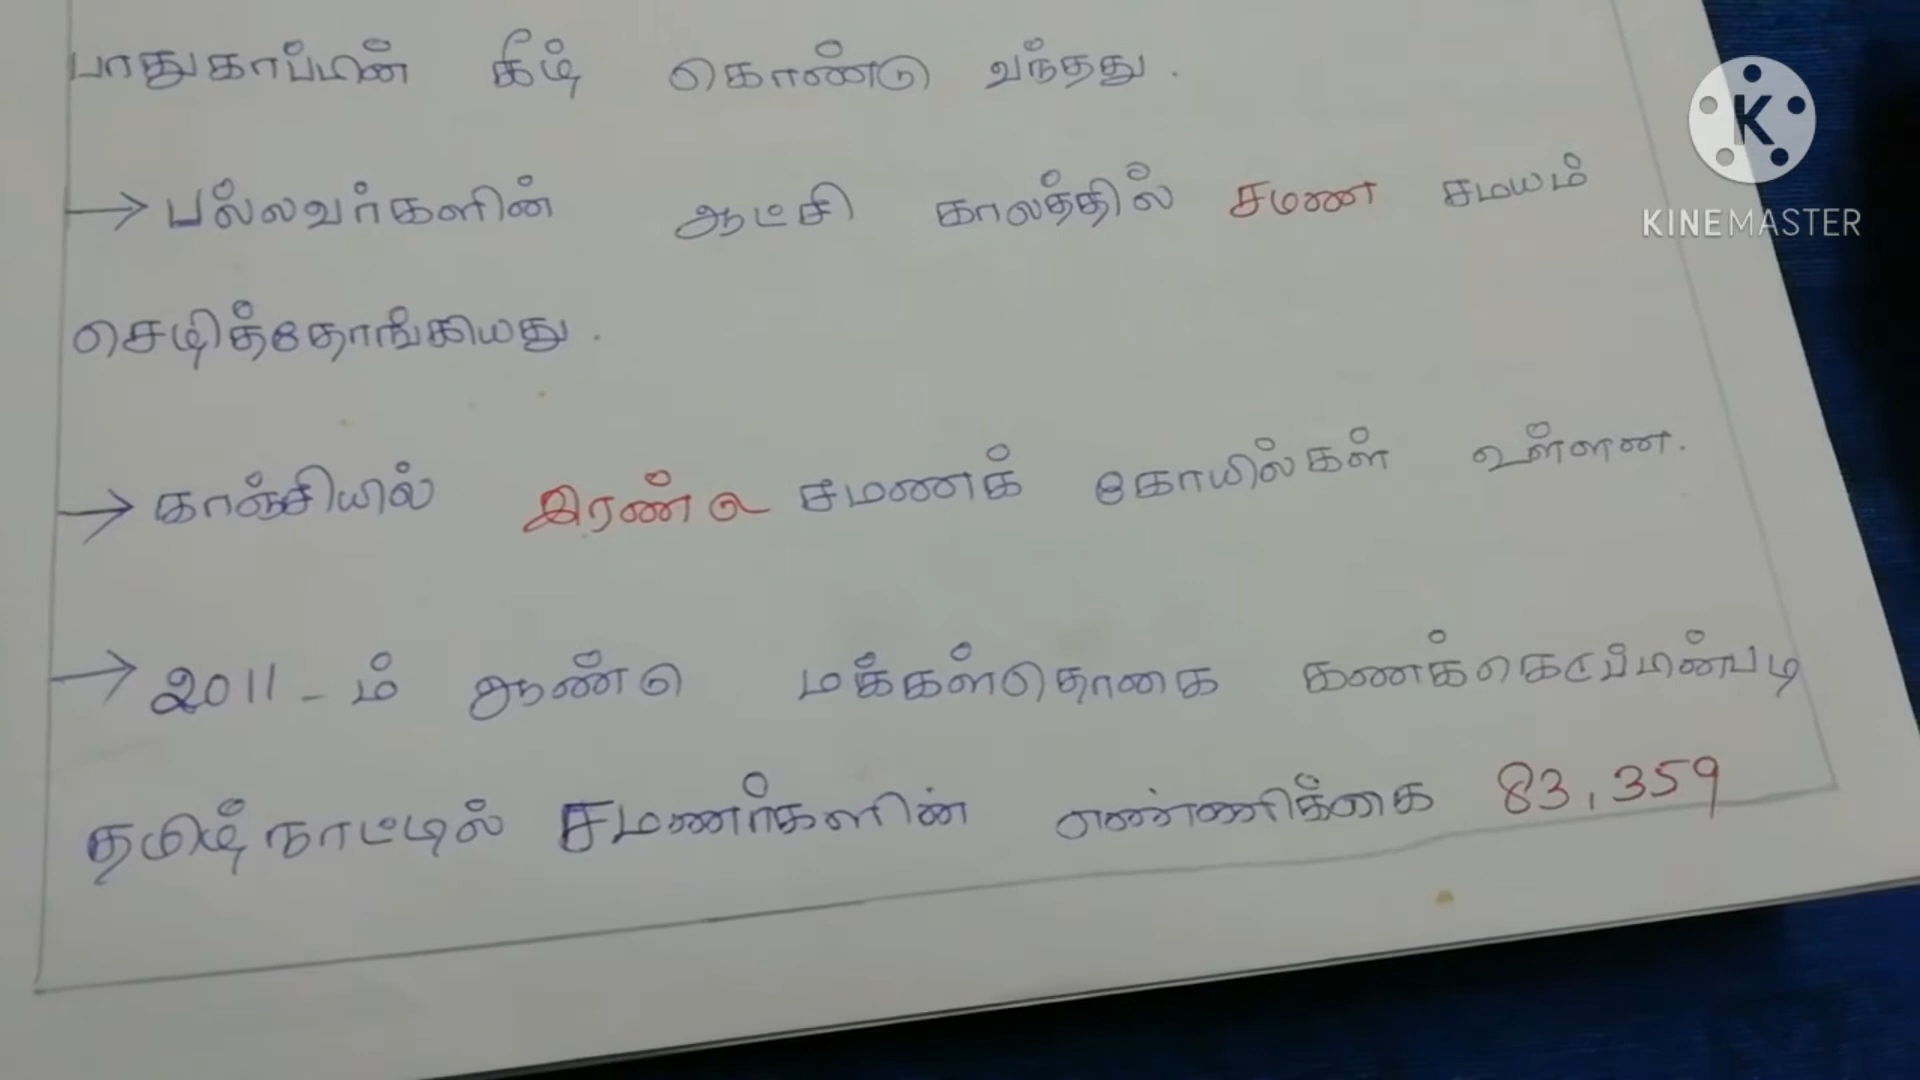 பாதுகாப்பின் கீழ் கொண்டு வந்தது.
→ பல்லவர்களின் ஆட்சி காலத்தில் சமண சமயம்
செழித்தோங்கியது.
→ காஞ்சியில் இரண்டு சமணக் கோயில்கள் உள்ளன.
→ 2011-ம் ஆண்டு மக்கள்தொகை கணக்கெடுப்பின்படி
தமிழ் நாட்டில் சமணர்களின் எண்ணிக்கை 83,359
KINEMASTER